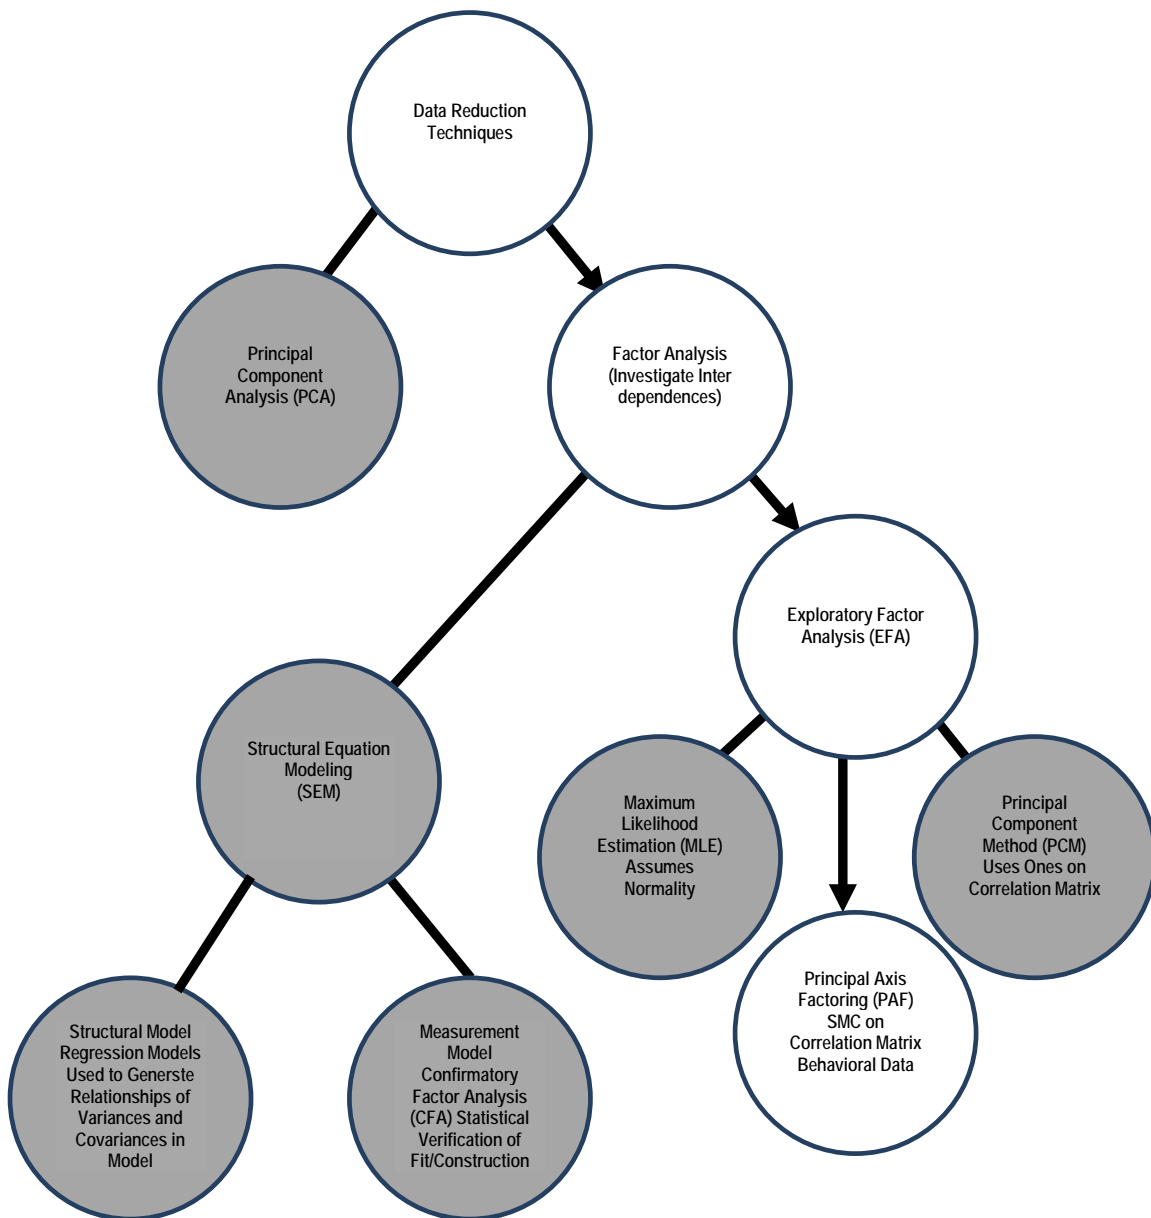 Data Reduction
Techniques
Principal
Component
Analysis (PCA)
Factor Analysis
(Investigate Inter
dependences)
Exploratory Factor
Analysis (EFA)
Structural Equation
Modeling
(SEM)
Maximum
Likelihood
Estimation (MLE)
Assumes
Normality
Principal
Component
Method (PCM)
Uses Ones on
Correlation Matrix
Principal Axis
Factoring (PAF)
SMC on
Correlation Matrix
Behavioral Data
Structural Model
Regression Models
Used to Generste
Relationships of
Variances and
Covariances in
Model
Measurement
Model
Confirmatory
Factor Analysis
(CFA) Statistical
Verification of
Fit/Construction